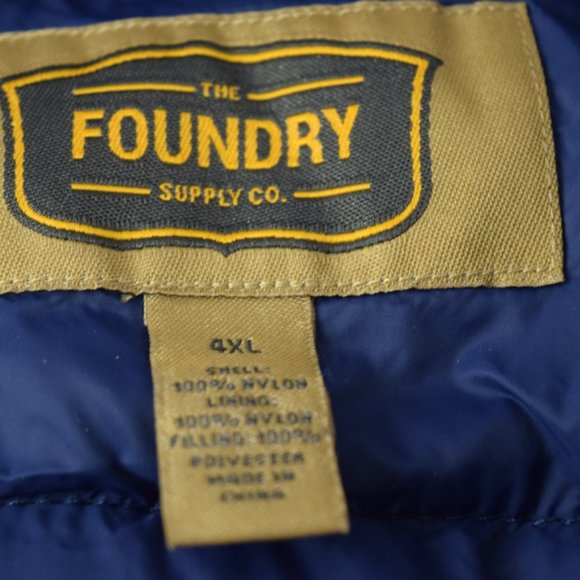 THE
FOUNDRY
SUPPLY CO.
4XL
SHELL:
100% NYLON
LINING:
100% NYLON
FILLING: 100%
POLYESTER
MADE IN
CHINA